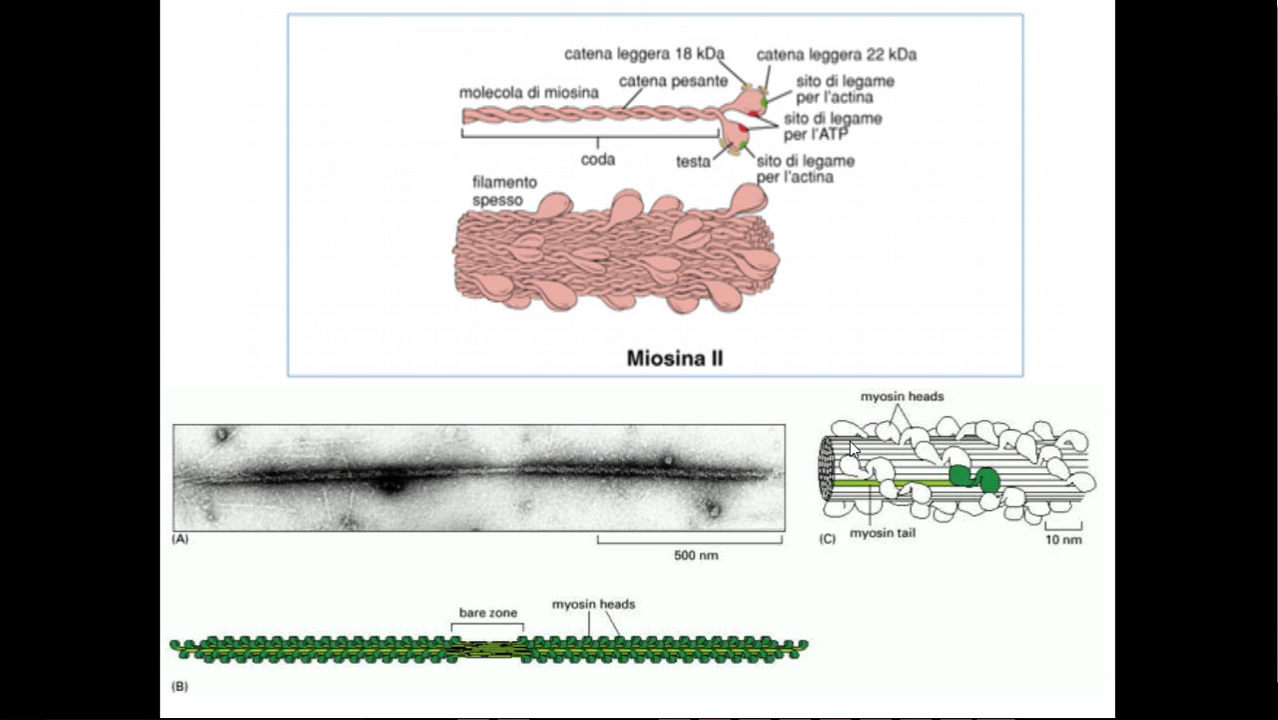 catena leggera 18 kDa
catena leggera 22 kDa
catena pesante
molecola di miosina
sito di legame
per l'actina
sito di legame
per l'ATP
coda
testa
sito di legame
per l'actina
filamento
spesso
Miosina II
myosin heads
(A)
500 nm
(C)
myosin tail
10 nm
bare zone
myosin heads
(B)